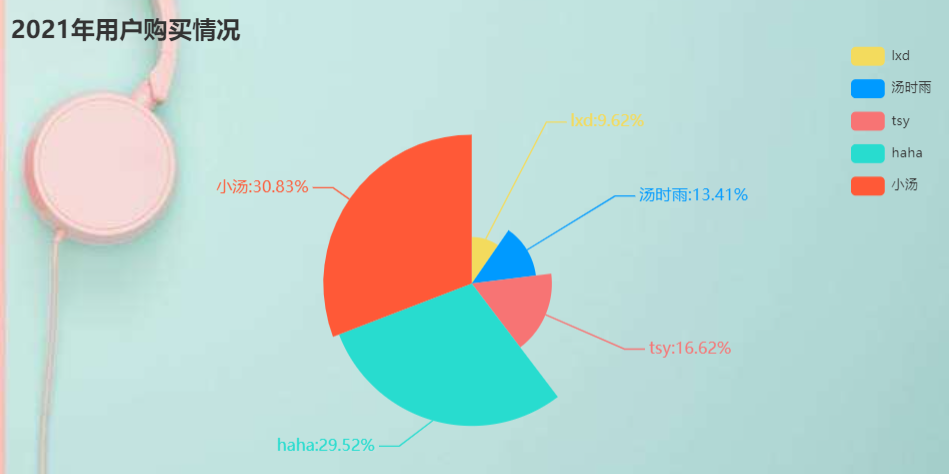 2021年用户购买情况
lxd
汤时雨
tsy
haha
小汤
lxd:9.62%
汤时雨:13.41%
小汤:30.83%
tsy:16.62%
haha:29.52%